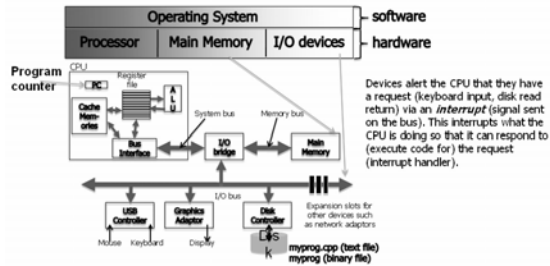 Operating System
software
Processor
Main Memory
I/O devices
hardware
Program
counter
CPU
PC
Register
file
A
L
U
Cache
Mem-
ories
System bus
Memory bus
Bus
Interface
I/O
bridge
Main
Memory
Devices alert the CPU that they have
a request (keyboard input, disk read
return) via an interrupt (signal sent
on the bus). This interrupts what the
CPU is doing so that it can respond to
(execute code for) the request
(interrupt handler).
I/O bus
Expansion slots for
other devices such
as network adaptors
USB
Controller
Graphics
Adaptor
Disk
Controller
Mouse
Keyboard
Display
Dis
k
myprog.cpp (text file)
myprog (binary file)